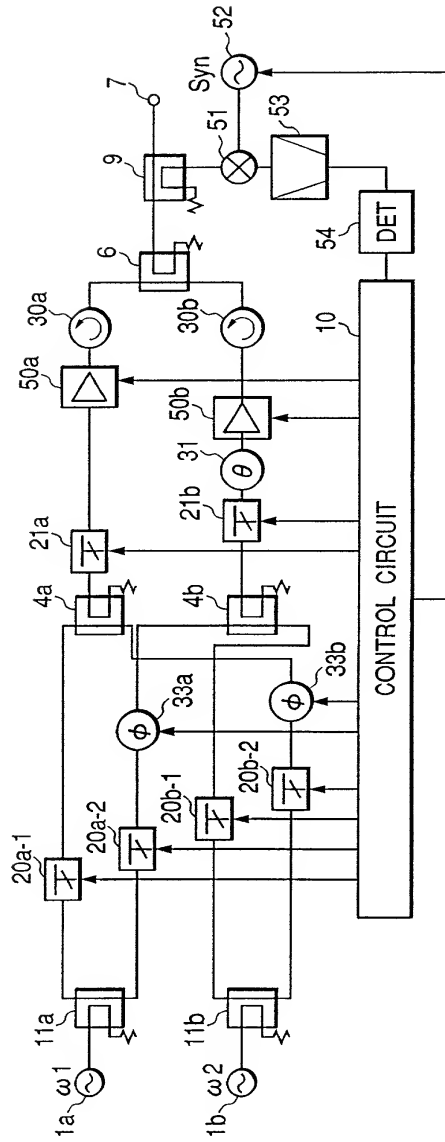 1a
ω1
11a
20a-1
20a-2
33a
4a
21a
50a
30a
6
9
7
51
Syn
52
53
54
DET
1b
ω2
11b
20b-1
20b-2
33b
4b
21b
31
θ
50b
30b
ϕ
ϕ
10
CONTROL CIRCUIT